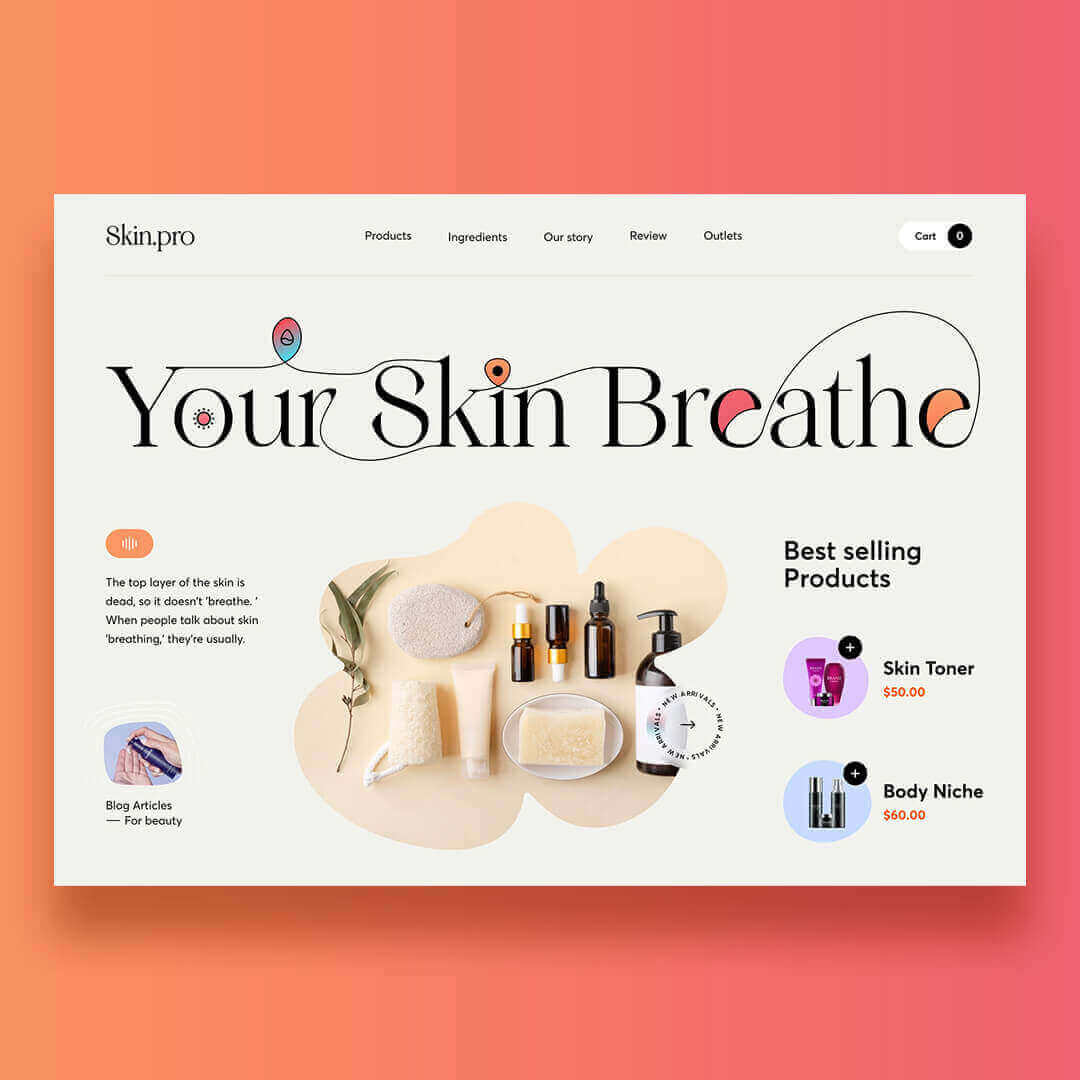 Skin.pro
Products
Ingredients
Our story
Review
Outlets
Cart 0
Your Skin Breathe
The top layer of the skin is
dead, so it doesn't 'breathe. '
When people talk about skin
'breathing,' they're usually.
Blog Articles
— For beauty
NEW ARRIVALS • NEW ARRIVALS • NEW ARRIVALS •
Best selling
Products
+
Skin Toner
$50.00
+
Body Niche
$60.00